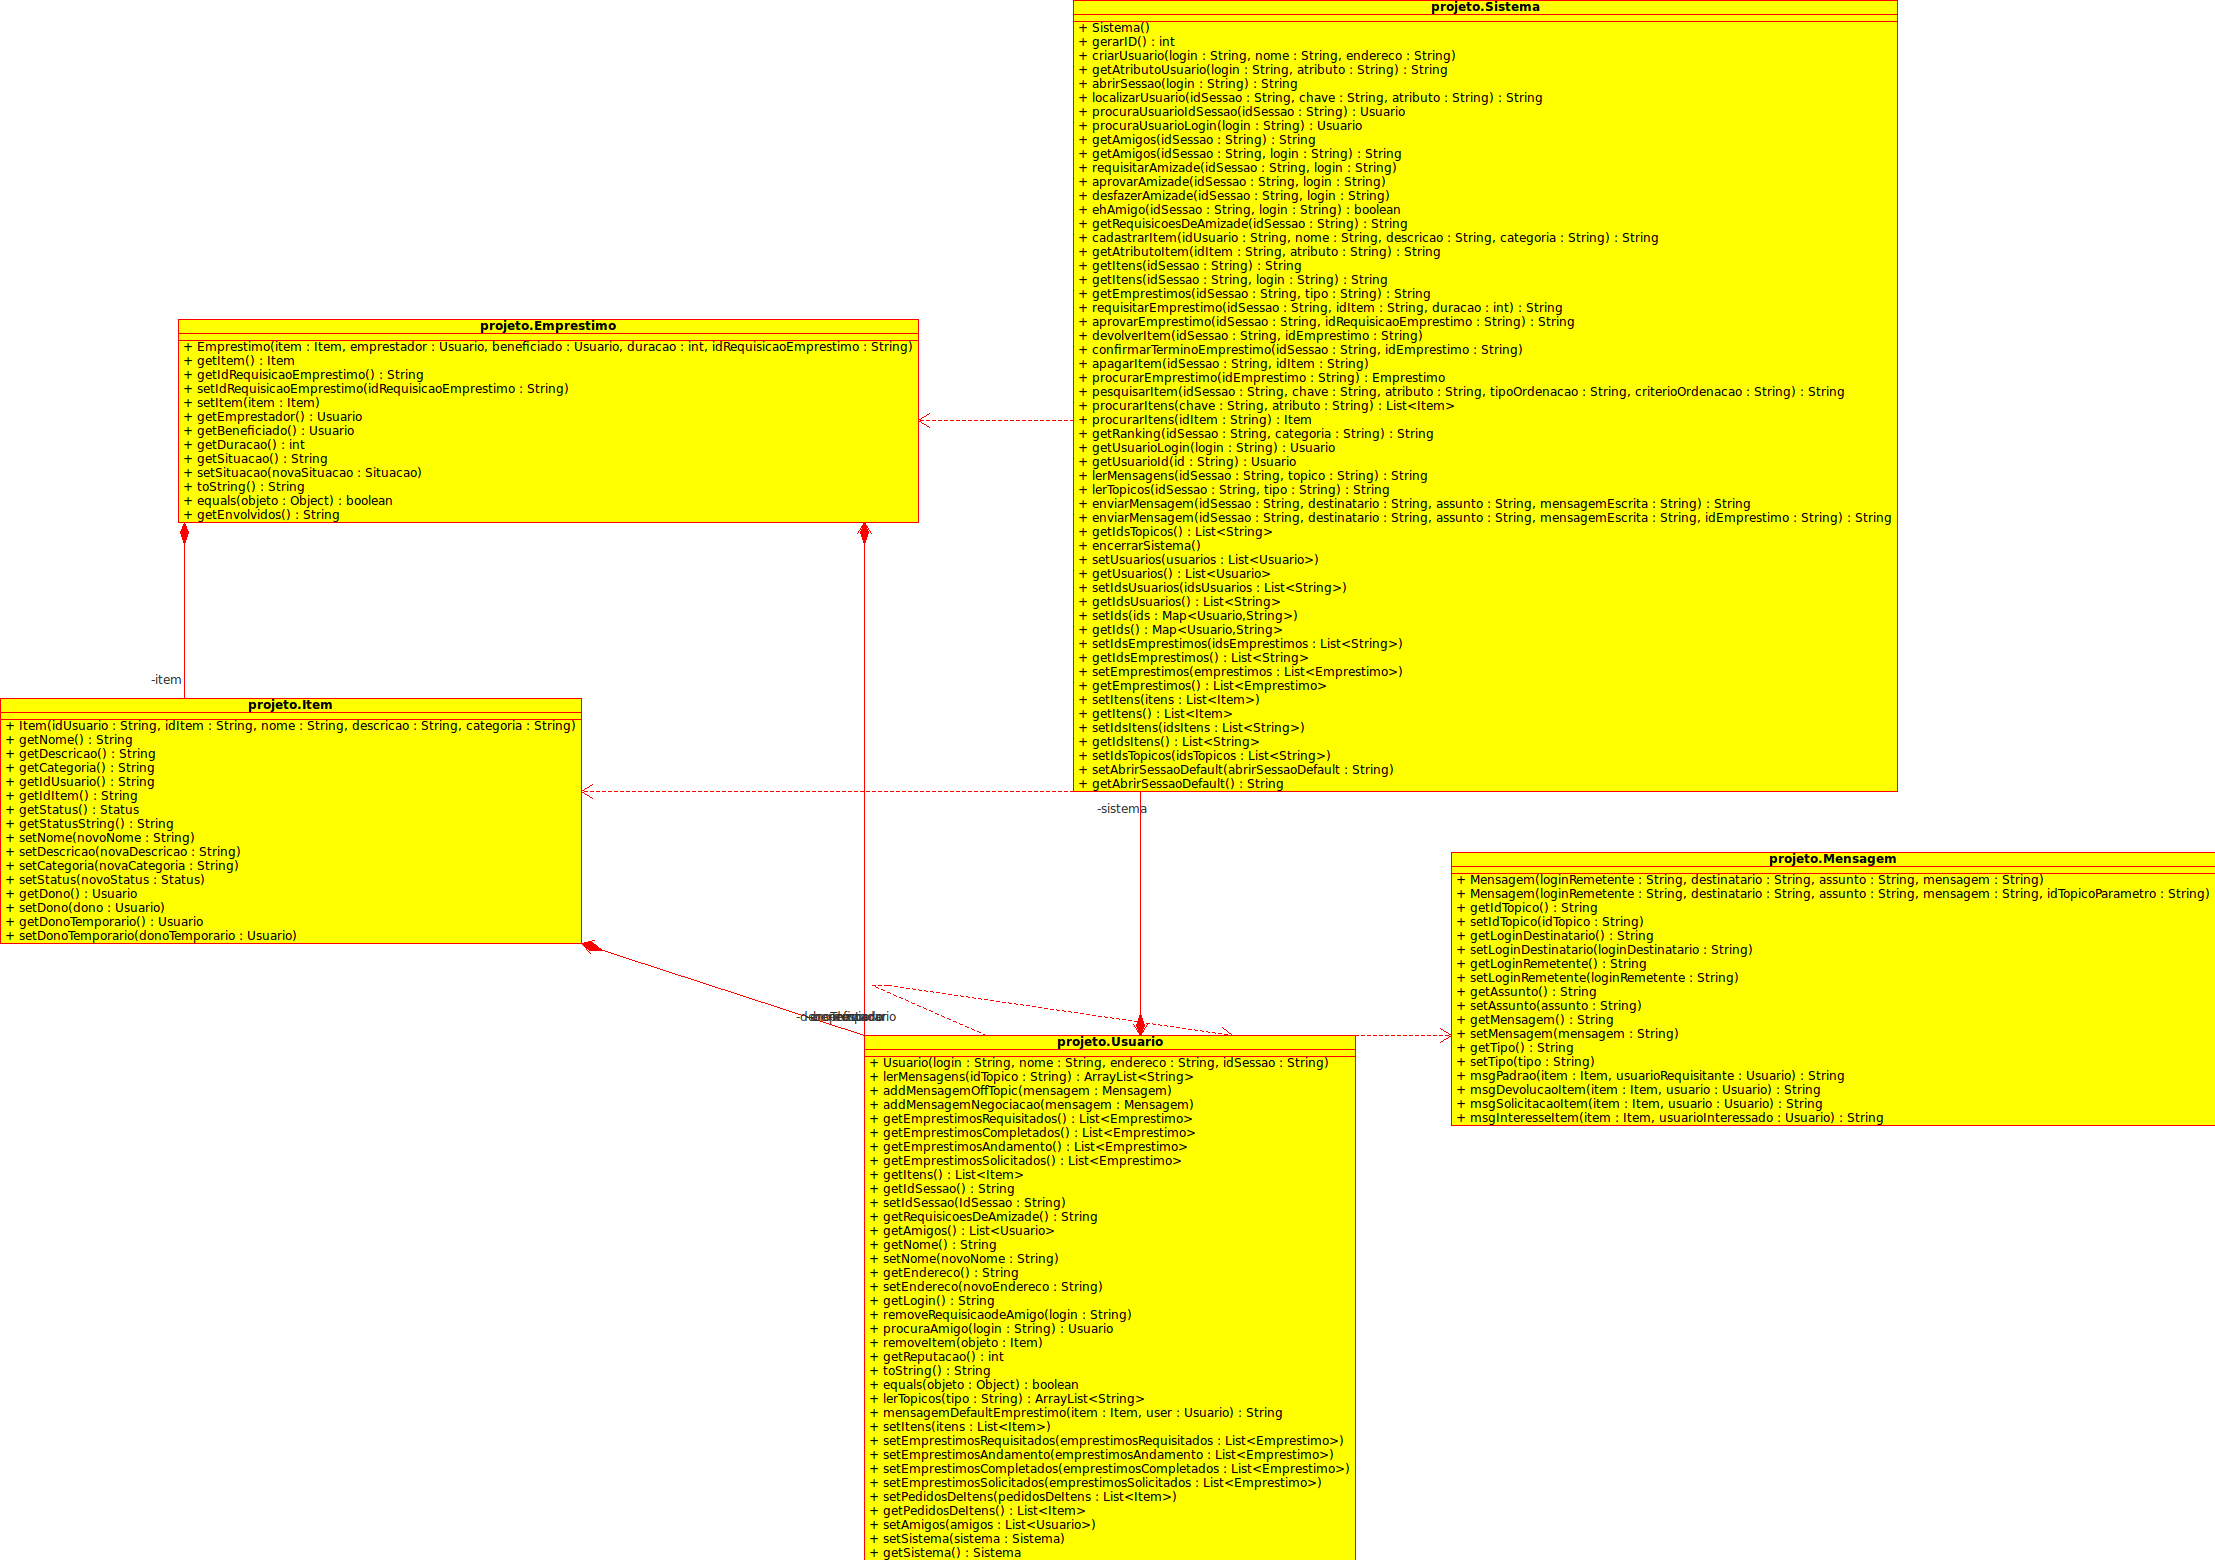 projeto.Sistema
+ Sistema()
+ gerarID() : int
+ criarUsuario(login : String, nome : String, endereco : String)
+ getAtributoUsuario(login : String, atributo : String) : String
+ abrirSessao(login : String) : String
+ localizarUsuario(idSessao : String, chave : String, atributo : String) : String
+ procuraUsuarioIdSessao(idSessao : String) : Usuario
+ procuraUsuarioLogin(login : String) : Usuario
+ getAmigos(idSessao : String) : String
+ getAmigos(idSessao : String, login : String) : String
+ requisitarAmizade(idSessao : String, login : String)
+ aprovarAmizade(idSessao : String, login : String)
+ desfazerAmizade(idSessao : String, login : String)
+ ehAmigo(idSessao : String, login : String) : boolean
+ getRequisicoesDeAmizade(idSessao : String) : String
+ cadastrarItem(idUsuario : String, nome : String, descricao : String, categoria : String) : String
+ getAtributoItem(idItem : String, atributo : String) : String
+ getItens(idSessao : String) : String
+ getItens(idSessao : String, login : String) : String
+ getEmprestimos(idSessao : String, tipo : String) : String
+ requisitarEmprestimo(idSessao : String, idItem : String, duracao : int) : String
+ aprovarEmprestimo(idSessao : String, idRequisicaoEmprestimo : String) : String
+ devolverItem(idSessao : String, idEmprestimo : String)
+ confirmarTerminoEmprestimo(idSessao : String, idEmprestimo : String)
+ apagarItem(idSessao : String, idItem : String)
+ procurarEmprestimo(idEmprestimo : String) : Emprestimo
+ pesquisarItem(idSessao : String, chave : String, atributo : String, tipoOrdenacao : String, criterioOrdenacao : String) : String
+ procurarItens(chave : String, atributo : String) : List<Item>
+ procurarItens(idItem : String) : Item
+ getRanking(idSessao : String, categoria : String) : String
+ getUsuarioLogin(login : String) : Usuario
+ getUsuarioId(id : String) : Usuario
+ lerMensagens(idSessao : String, topico : String) : String
+ lerTopicos(idSessao : String, tipo : String) : String
+ enviarMensagem(idSessao : String, destinatario : String, assunto : String, mensagemEscrita : String) : String
+ enviarMensagem(idSessao : String, destinatario : String, assunto : String, mensagemEscrita : String, idEmprestimo : String) : String
+ getIdsTopicos() : List<String>
+ encerrarSistema()
+ setUsuarios(usuarios : List<Usuario>)
+ getUsuarios() : List<Usuario>
+ setIdsUsuarios(idsUsuarios : List<String>)
+ getIdsUsuarios() : List<String>
+ setIds(ids : Map<Usuario,String>)
+ getIds() : Map<Usuario,String>
+ setIdsEmprestimos(idsEmprestimos : List<String>)
+ getIdsEmprestimos() : List<String>
+ setEmprestimos(emprestimos : List<Emprestimo>)
+ getEmprestimos() : List<Emprestimo>
+ setItens(itens : List<Item>)
+ getItens() : List<Item>
+ setIdsItens(idsItens : List<String>)
+ getIdsItens() : List<String>
+ setIdsTopicos(idsTopicos : List<String>)
+ setAbrirSessaoDefault(abrirSessaoDefault : String)
+ getAbrirSessaoDefault() : String
projeto.Emprestimo
+ Emprestimo(item : Item, emprestador : Usuario, beneficiado : Usuario, duracao : int, idRequisicaoEmprestimo : String)
+ getItem() : Item
+ getIdRequisicaoEmprestimo() : String
+ setIdRequisicaoEmprestimo(idRequisicaoEmprestimo : String)
+ setItem(item : Item)
+ getEmprestador() : Usuario
+ getBeneficiado() : Usuario
+ getDuracao() : int
+ getSituacao() : String
+ setSituacao(novaSituacao : Situacao)
+ toString() : String
+ equals(objeto : Object) : boolean
+ getEnvolvidos() : String
-item
projeto.Item
+ Item(idUsuario : String, idItem : String, nome : String, descricao : String, categoria : String)
+ getNome() : String
+ getDescricao() : String
+ getCategoria() : String
+ getIdUsuario() : String
+ getIdItem() : String
+ getStatus() : Status
+ getStatusString() : String
+ setNome(novoNome : String)
+ setDescricao(novaDescricao : String)
+ setCategoria(novaCategoria : String)
+ setStatus(novoStatus : Status)
+ getDono() : Usuario
+ setDono(dono : Usuario)
+ getDonoTemporario() : Usuario
+ setDonoTemporario(donoTemporario : Usuario)
-sistema
projeto.Mensagem
+ Mensagem(loginRemetente : String, destinatario : String, assunto : String, mensagem : String)
+ Mensagem(loginRemetente : String, destinatario : String, assunto : String, mensagem : String, idTopicoParametro : String)
+ getIdTopico() : String
+ setIdTopico(idTopico : String)
+ getLoginDestinatario() : String
+ setLoginDestinatario(loginDestinatario : String)
+ getLoginRemetente() : String
+ setLoginRemetente(loginRemetente : String)
+ getAssunto() : String
+ setAssunto(assunto : String)
+ getMensagem() : String
+ setMensagem(mensagem : String)
+ getTipo() : String
+ setTipo(tipo : String)
+ msgPadrao(item : Item, usuarioRequisitante : Usuario) : String
+ msgDevolucaoItem(item : Item, usuario : Usuario) : String
+ msgSolicitacaoItem(item : Item, usuario : Usuario) : String
+ msgInteresseItem(item : Item, usuarioInteressado : Usuario) : String
projeto.Usuario
+ Usuario(login : String, nome : String, endereco : String, idSessao : String)
+ lerMensagens(idTopico : String) : ArrayList<String>
+ addMensagemOffTopic(mensagem : Mensagem)
+ addMensagemNegociacao(mensagem : Mensagem)
+ getEmprestimosRequisitados() : List<Emprestimo>
+ getEmprestimosCompletados() : List<Emprestimo>
+ getEmprestimosAndamento() : List<Emprestimo>
+ getEmprestimosSolicitados() : List<Emprestimo>
+ getItens() : List<Item>
+ getIdSessao() : String
+ setIdSessao(IdSessao : String)
+ getRequisicoesDeAmizade() : String
+ getAmigos() : List<Usuario>
+ getNome() : String
+ setNome(novoNome : String)
+ getEndereco() : String
+ setEndereco(novoEndereco : String)
+ getLogin() : String
+ removeRequisicaodeAmigo(login : String)
+ procuraAmigo(login : String) : Usuario
+ removeItem(objeto : Item)
+ getReputacao() : int
+ toString() : String
+ equals(objeto : Object) : boolean
+ lerTopicos(tipo : String) : ArrayList<String>
+ mensagemDefaultEmprestimo(item : Item, user : Usuario) : String
+ setItens(itens : List<Item>)
+ setEmprestimosRequisitados(emprestimosRequisitados : List<Emprestimo>)
+ setEmprestimosAndamento(emprestimosAndamento : List<Emprestimo>)
+ setEmprestimosCompletados(emprestimosCompletados : List<Emprestimo>)
+ setEmprestimosSolicitados(emprestimosSolicitados : List<Emprestimo>)
+ setPedidosDeItens(pedidosDeItens : List<Item>)
+ getPedidosDeItens() : List<Item>
+ setAmigos(amigos : List<Usuario>)
+ setSistema(sistema : Sistema)
+ getSistema() : Sistema